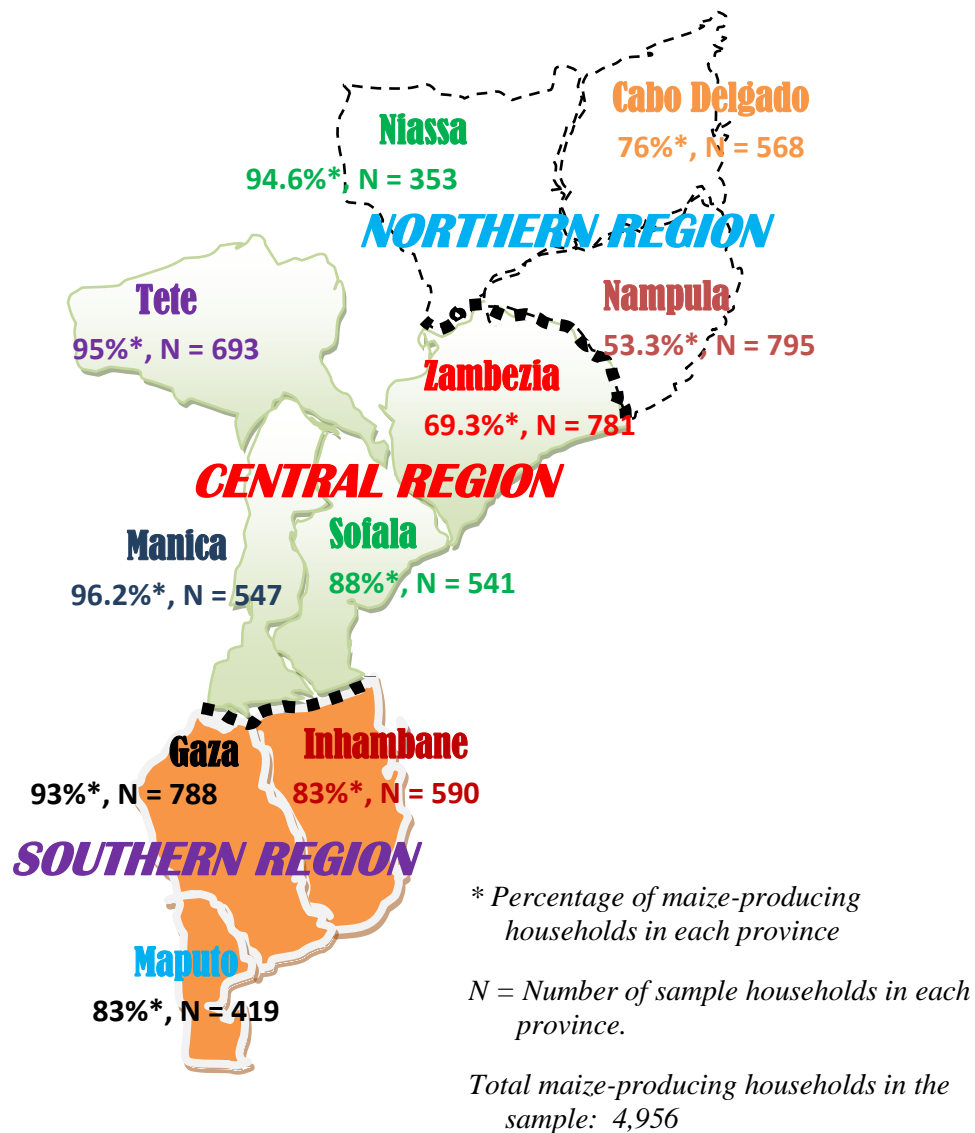 Cabo Delgado
76%*, N = 568
Niassa
94.6%*, N = 353
NORTHERN REGION
Nampula
53.3%*, N = 795
Tete
95%*, N = 693
Zambezia
69.3%*, N = 781
CENTRAL REGION
Manica
96.2%*, N = 547
Sofala
88%*, N = 541
Gaza
93%*, N = 788
Inhambane
83%*, N = 590
SOUTHERN REGION
Maputo
83%*, N = 419
* Percentage of maize-producing
households in each province
N = Number of sample households in each
province.
Total maize-producing households in the
sample: 4,956